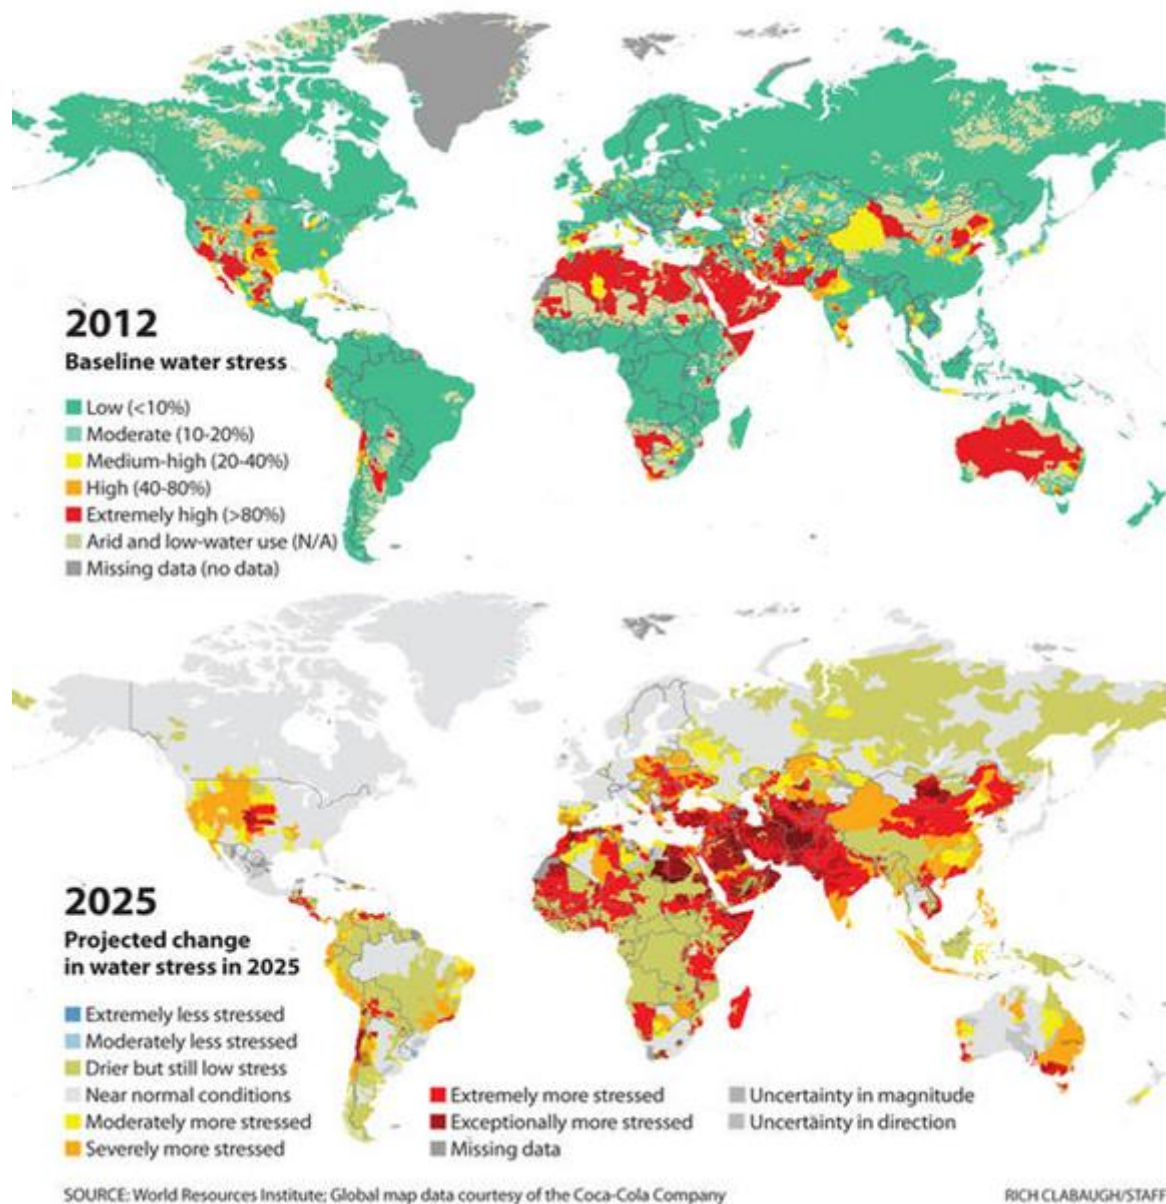 2012
Baseline water stress
Low (<10%)
Moderate (10-20%)
Medium-high (20-40%)
High (40-80%)
Extremely high (>80%)
Arid and low-water use (N/A)
Missing data (no data)
2025
Projected change
in water stress in 2025
Extremely less stressed
Moderately less stressed
Drier but still low stress
Near normal conditions
Moderately more stressed
Severely more stressed
Extremely more stressed
Exceptionally more stressed
Missing data
Uncertainty in magnitude
Uncertainty in direction
SOURCE: World Resources Institute; Global map data courtesy of the Coca-Cola Company
RICH CLABAUGH/STAFF